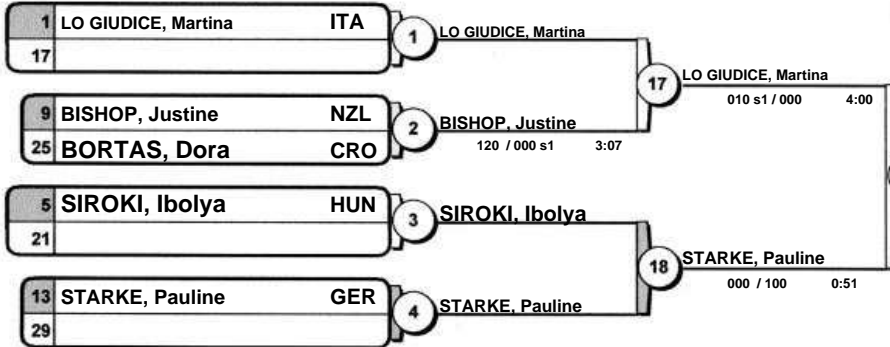 1 LO GIUDICE, Martina ITA
17
1
LO GIUDICE, Martina
9 BISHOP, Justine NZL
25 BORTAS, Dora CRO
2
BISHOP, Justine
120 / 000 s1 3:07
17
LO GIUDICE, Martina
010 s1 / 000 4:00
5 SIROKI, Ibolya HUN
21
3
SIROKI, Ibolya
13 STARKE, Pauline GER
29
4
STARKE, Pauline
18
STARKE, Pauline
000 / 100 0:51